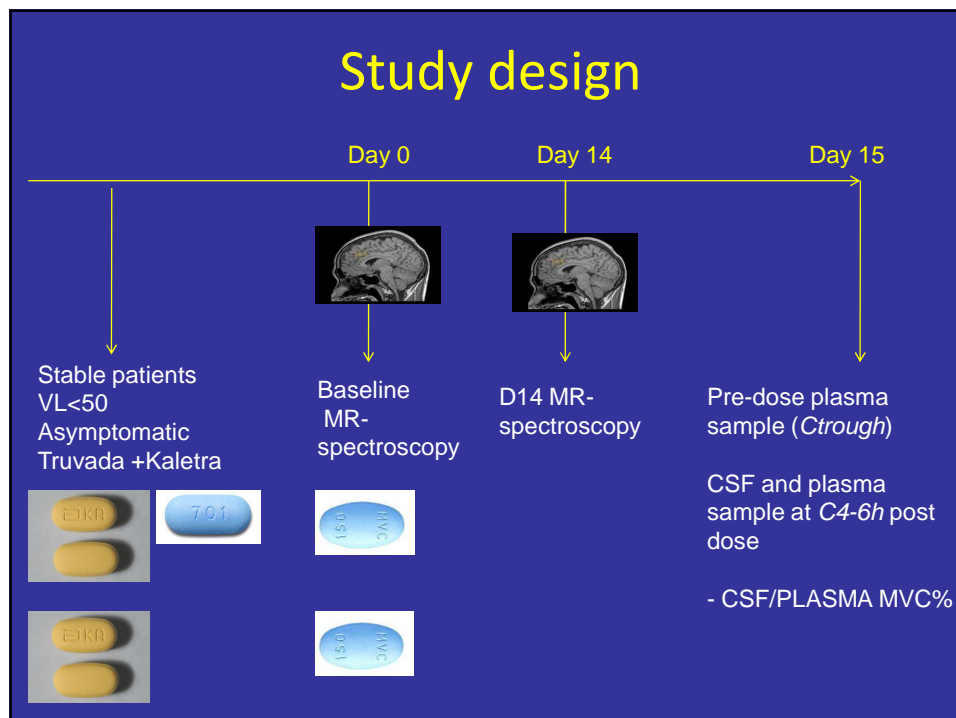 Study design
Day 0
Day 14
Day 15
Stable patients
VL<50
Asymptomatic
Truvada +Kaletra
Baseline
MR-
spectroscopy
D14 MR-
spectroscopy
Pre-dose plasma
sample (Ctrough)
CSF and plasma
sample at C4-6h post
dose
- CSF/PLASMA MVC%
KA
701
MVC 150
KA
MVC 150